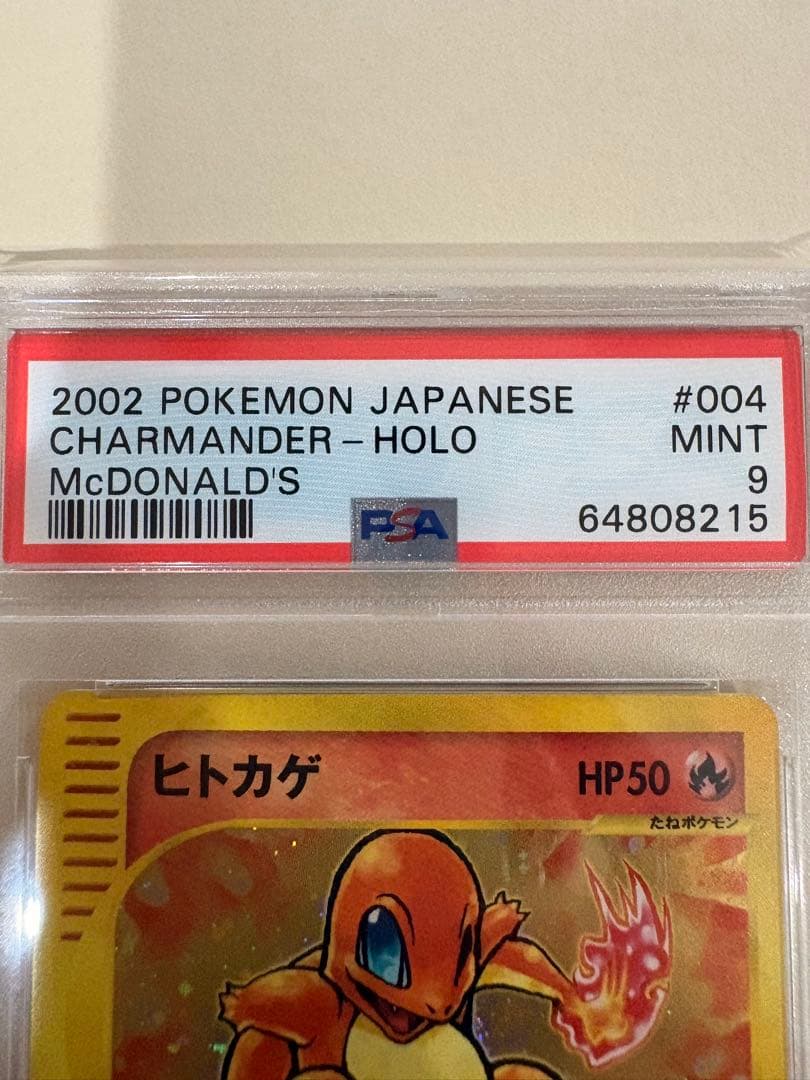 2002 POKEMON JAPANESE #004
CHARMANDER – HOLO MINT
McDONALD'S 9
PSA 64808215
ヒトカゲ HP50
たねポケモン